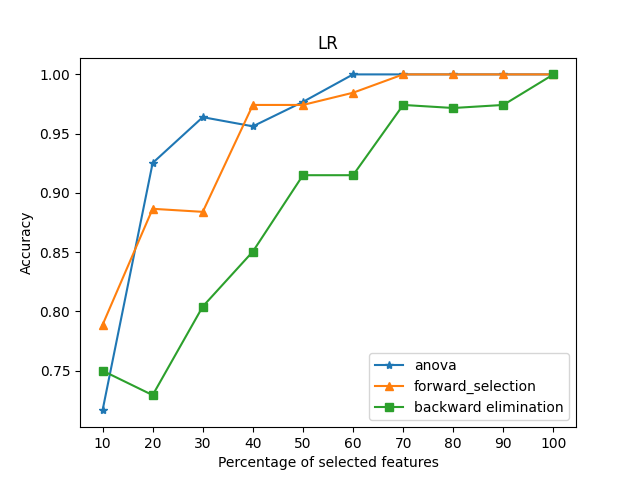 LR
Accuracy
1.00
0.95
0.90
0.85
0.80
0.75
anova
forward_selection
backward elimination
10 20 30 40 50 60 70 80 90 100
Percentage of selected features